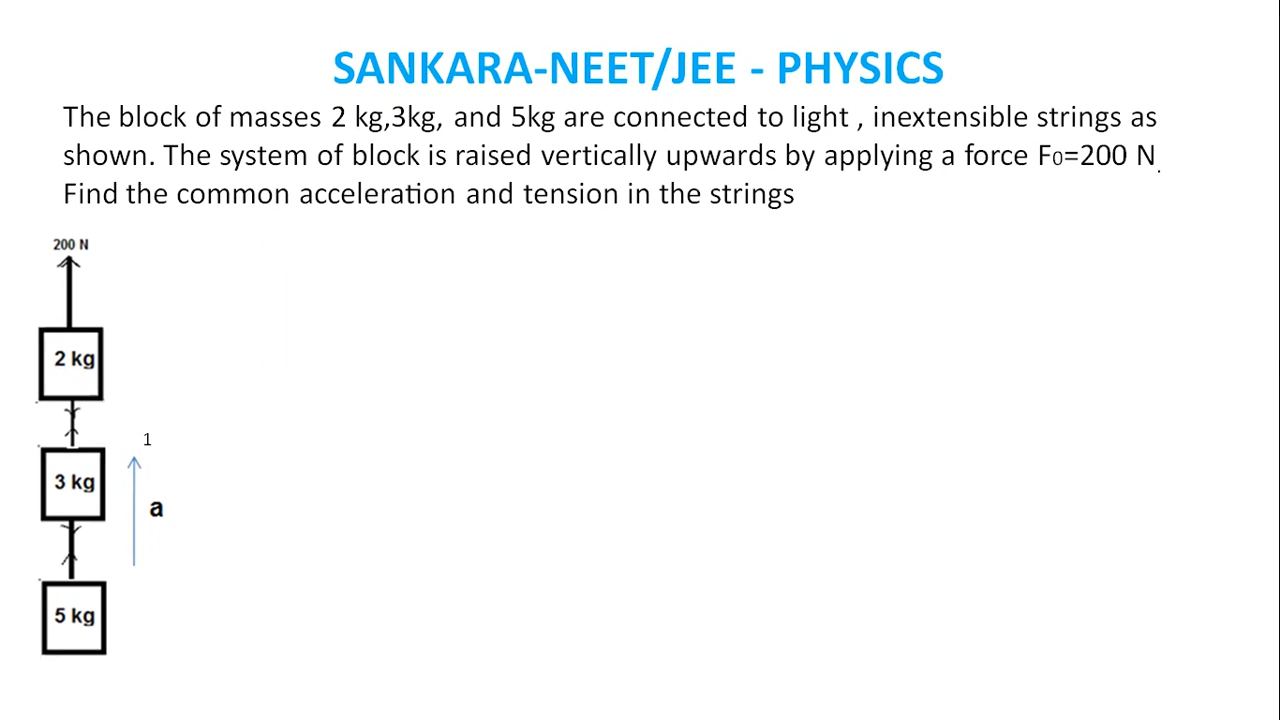 SANKARA-NEET/JEE - PHYSICS
The block of masses 2 kg,3kg, and 5kg are connected to light , inextensible strings as
shown. The system of block is raised vertically upwards by applying a force F₀=200 N.
Find the common acceleration and tension in the strings
200 N
2 kg
1
3 kg
a
5 kg